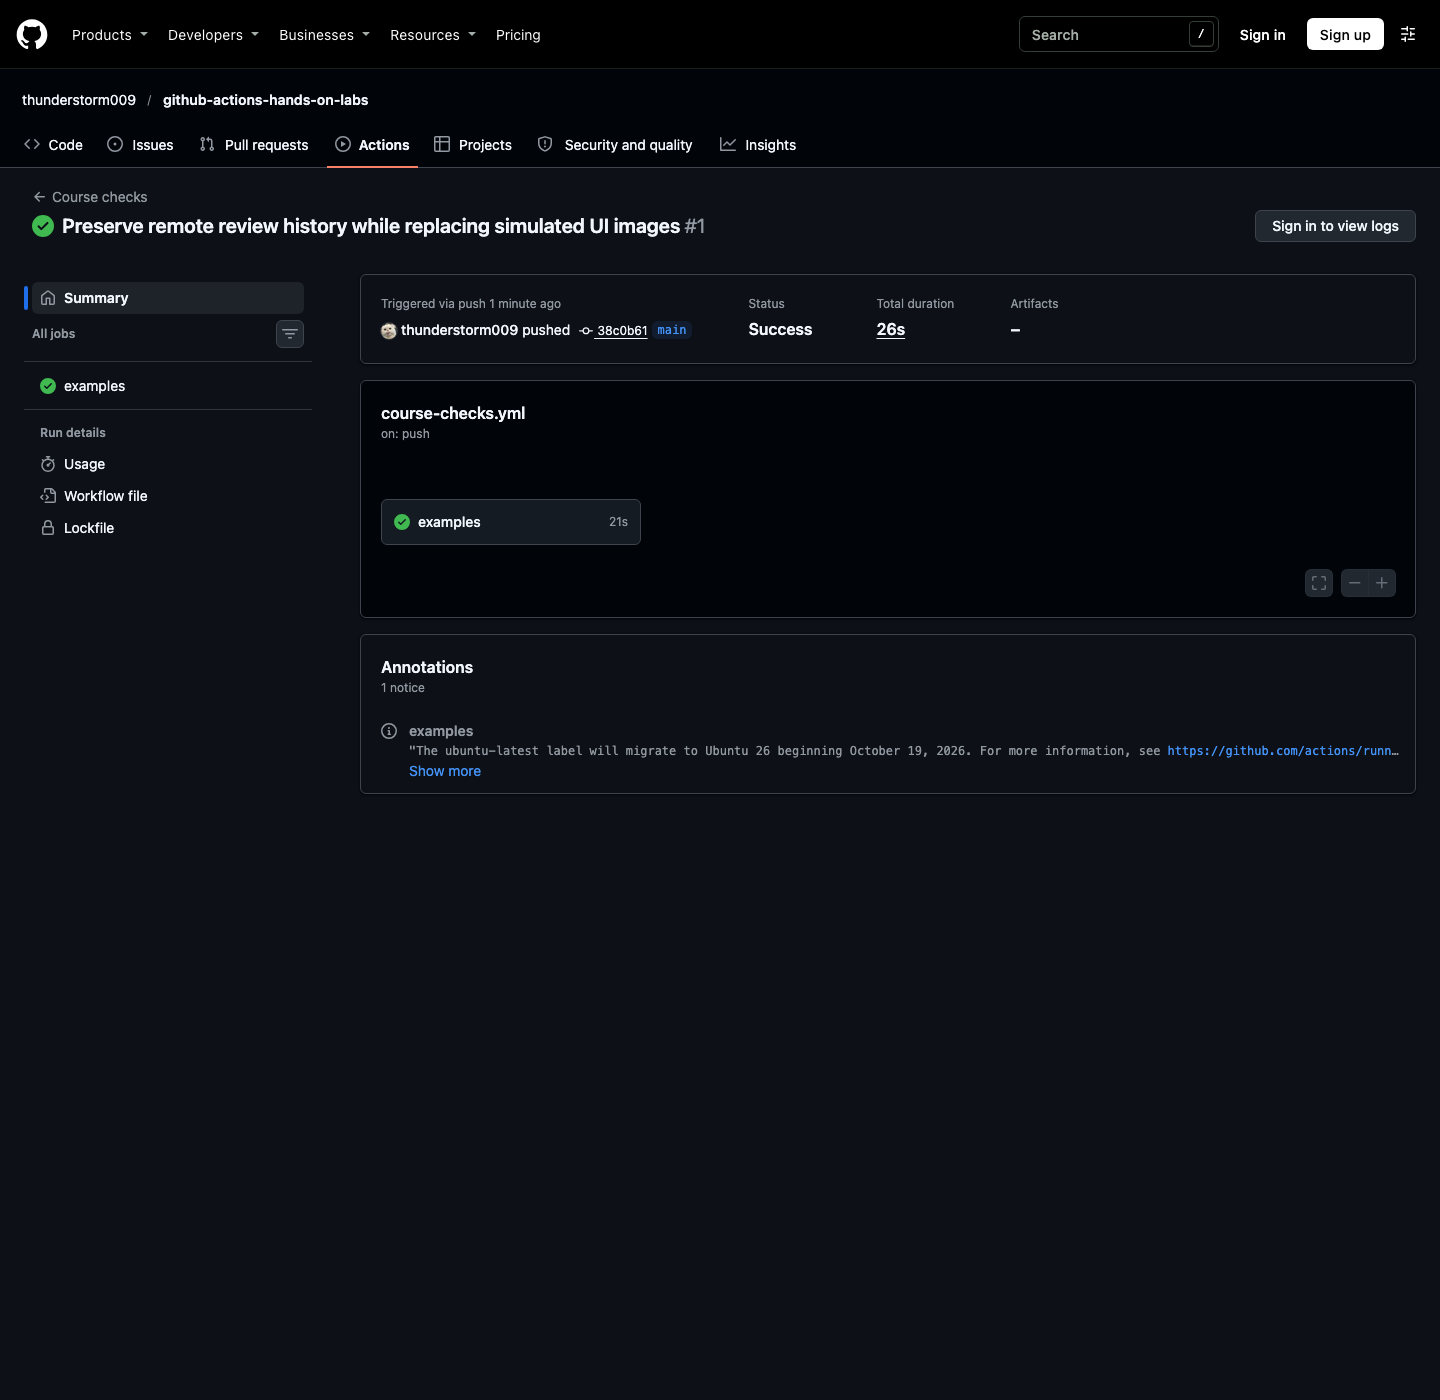 Products Developers Businesses Resources Pricing Search / Sign in Sign up
thunderstorm009 / github-actions-hands-on-labs
Code Issues Pull requests Actions Projects Security and quality Insights
Course checks
Preserve remote review history while replacing simulated UI images #1
Sign in to view logs
Summary
All jobs
examples
Run details
Usage
Workflow file
Lockfile
Triggered via push 1 minute ago
thunderstorm009 pushed 38c0b61 main
Status
Success
Total duration
26s
Artifacts
–
course-checks.yml
on: push
examples 21s
Annotations
1 notice
examples
"The ubuntu-latest label will migrate to Ubuntu 26 beginning October 19, 2026. For more information, see https://github.com/actions/runn…
Show more